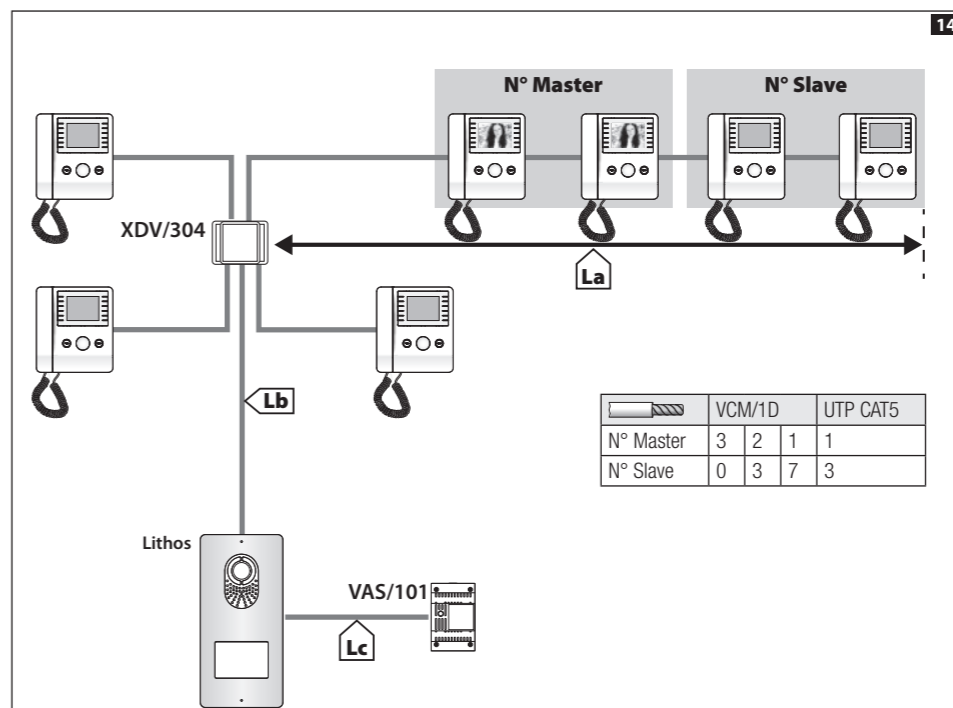 14
N° Master N° Slave
XDV/304
La
Lb
VCM/1D UTP CAT5
N° Master 3 2 1 1
N° Slave 0 3 7 3
Lithos
VAS/101
Lc